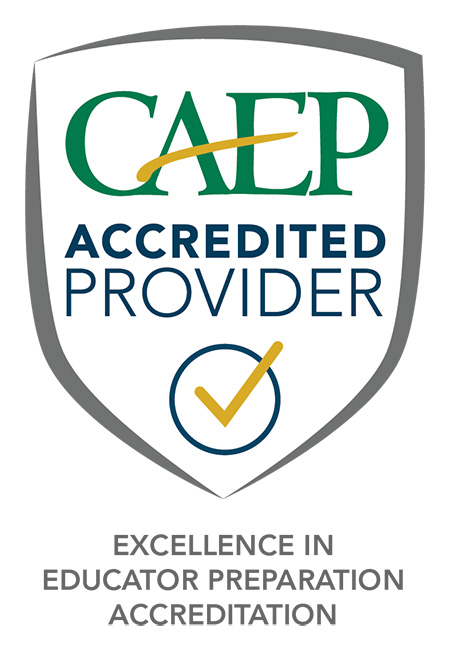 CAEP
ACCREDITED
PROVIDER
EXCELLENCE IN
EDUCATOR PREPARATION
ACCREDITATION